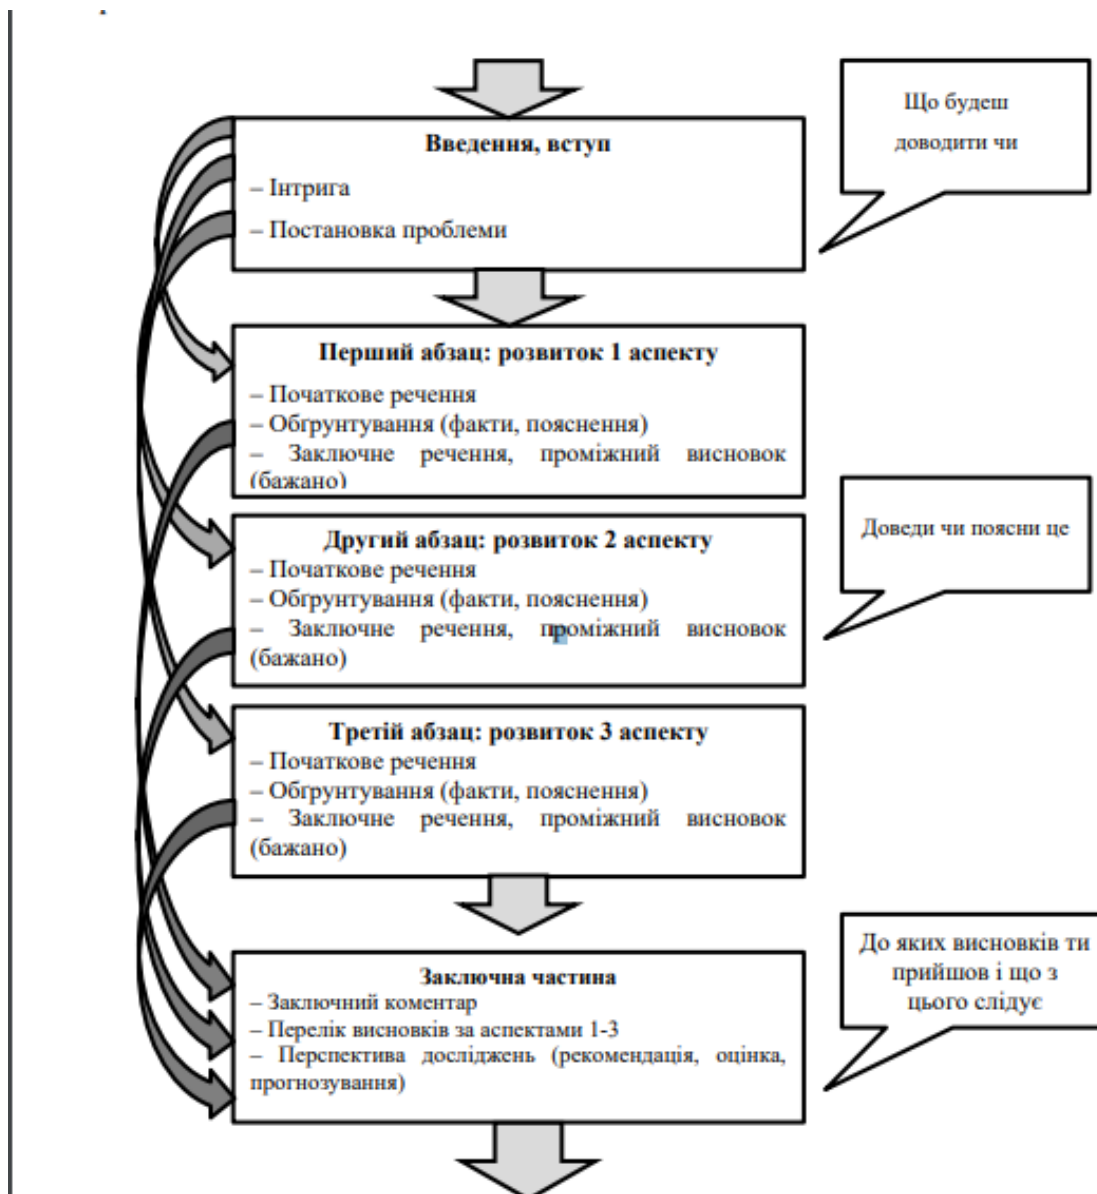 Введення, вступ
– Інтрига
– Постановка проблеми
Що будеш
доводити чи
Перший абзац: розвиток 1 аспекту
– Початкове речення
– Обґрунтування (факти, пояснення)
– Заключне речення, проміжний висновок
(бажано)
Другий абзац: розвиток 2 аспекту
– Початкове речення
– Обґрунтування (факти, пояснення)
– Заключне речення, проміжний висновок
(бажано)
Доведи чи поясни це
Третій абзац: розвиток 3 аспекту
– Початкове речення
– Обґрунтування (факти, пояснення)
– Заключне речення, проміжний висновок
(бажано)
Заключна частина
– Заключний коментар
– Перелік висновків за аспектами 1-3
– Перспектива досліджень (рекомендація, оцінка,
прогнозування)
До яких висновків ти
прийшов і що з
цього слідує